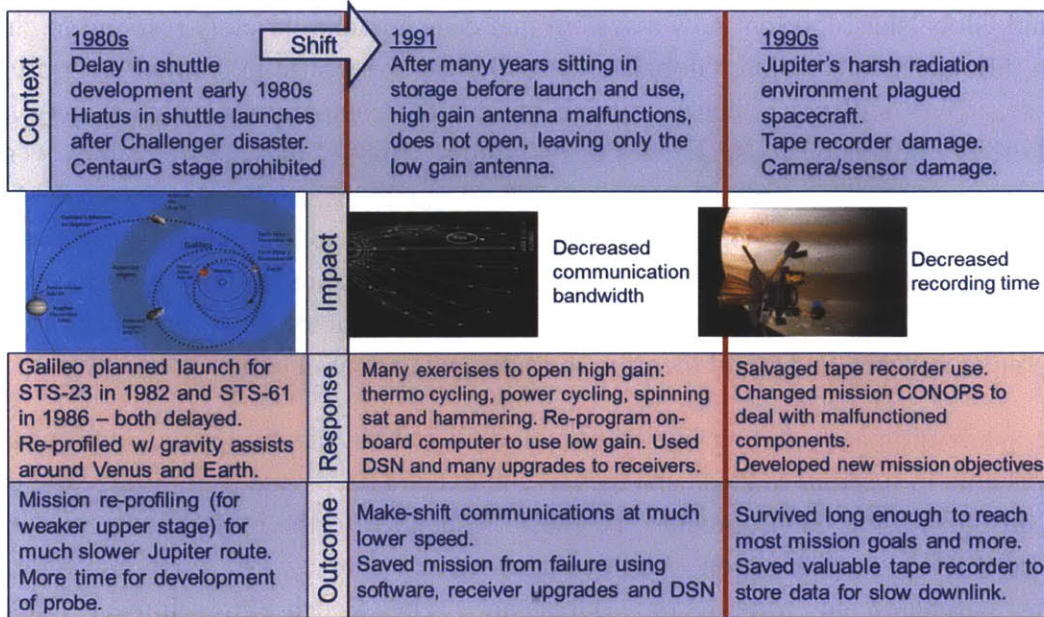 Context
1980s
Delay in shuttle
development early 1980s
Hiatus in shuttle launches
after Challenger disaster.
CentaurG stage prohibited
Shift
1991
After many years sitting in
storage before launch and use,
high gain antenna malfunctions,
does not open, leaving only the
low gain antenna.
1990s
Jupiter's harsh radiation
environment plagued
spacecraft.
Tape recorder damage.
Camera/sensor damage.
Impact
Galileo
Earth
Decreased
communication
bandwidth
Decreased
recording time
Response
Galileo planned launch for
STS-23 in 1982 and STS-61
in 1986 – both delayed.
Re-profiled w/ gravity assists
around Venus and Earth.
Many exercises to open high gain:
thermo cycling, power cycling, spinning
sat and hammering. Re-program on-
board computer to use low gain. Used
DSN and many upgrades to receivers.
Salvaged tape recorder use.
Changed mission CONOPS to
deal with malfunctioned
components.
Developed new mission objectives
Outcome
Mission re-profiling (for
weaker upper stage) for
much slower Jupiter route.
More time for development
of probe.
Make-shift communications at much
lower speed.
Saved mission from failure using
software, receiver upgrades and DSN
Survived long enough to reach
most mission goals and more.
Saved valuable tape recorder to
store data for slow downlink.